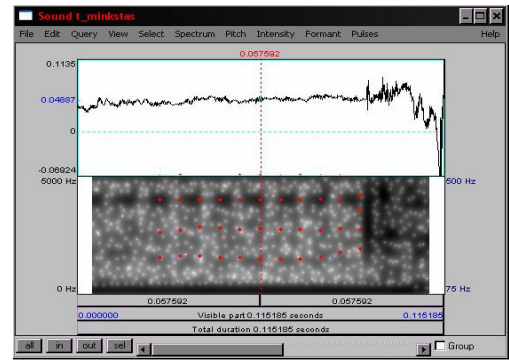 Sound t_minkstas
File Edit Query View Select Spectrum Pitch Intensity Formant Pulses Help
0.057592
0.1135
0.04887
0
-0.06924
5000 Hz 500 Hz
0 Hz 75 Hz
0.057592 0.057592
0.000000 Visible part 0.115185 seconds 0.115185
Total duration 0.115185 seconds
all in out sel Group